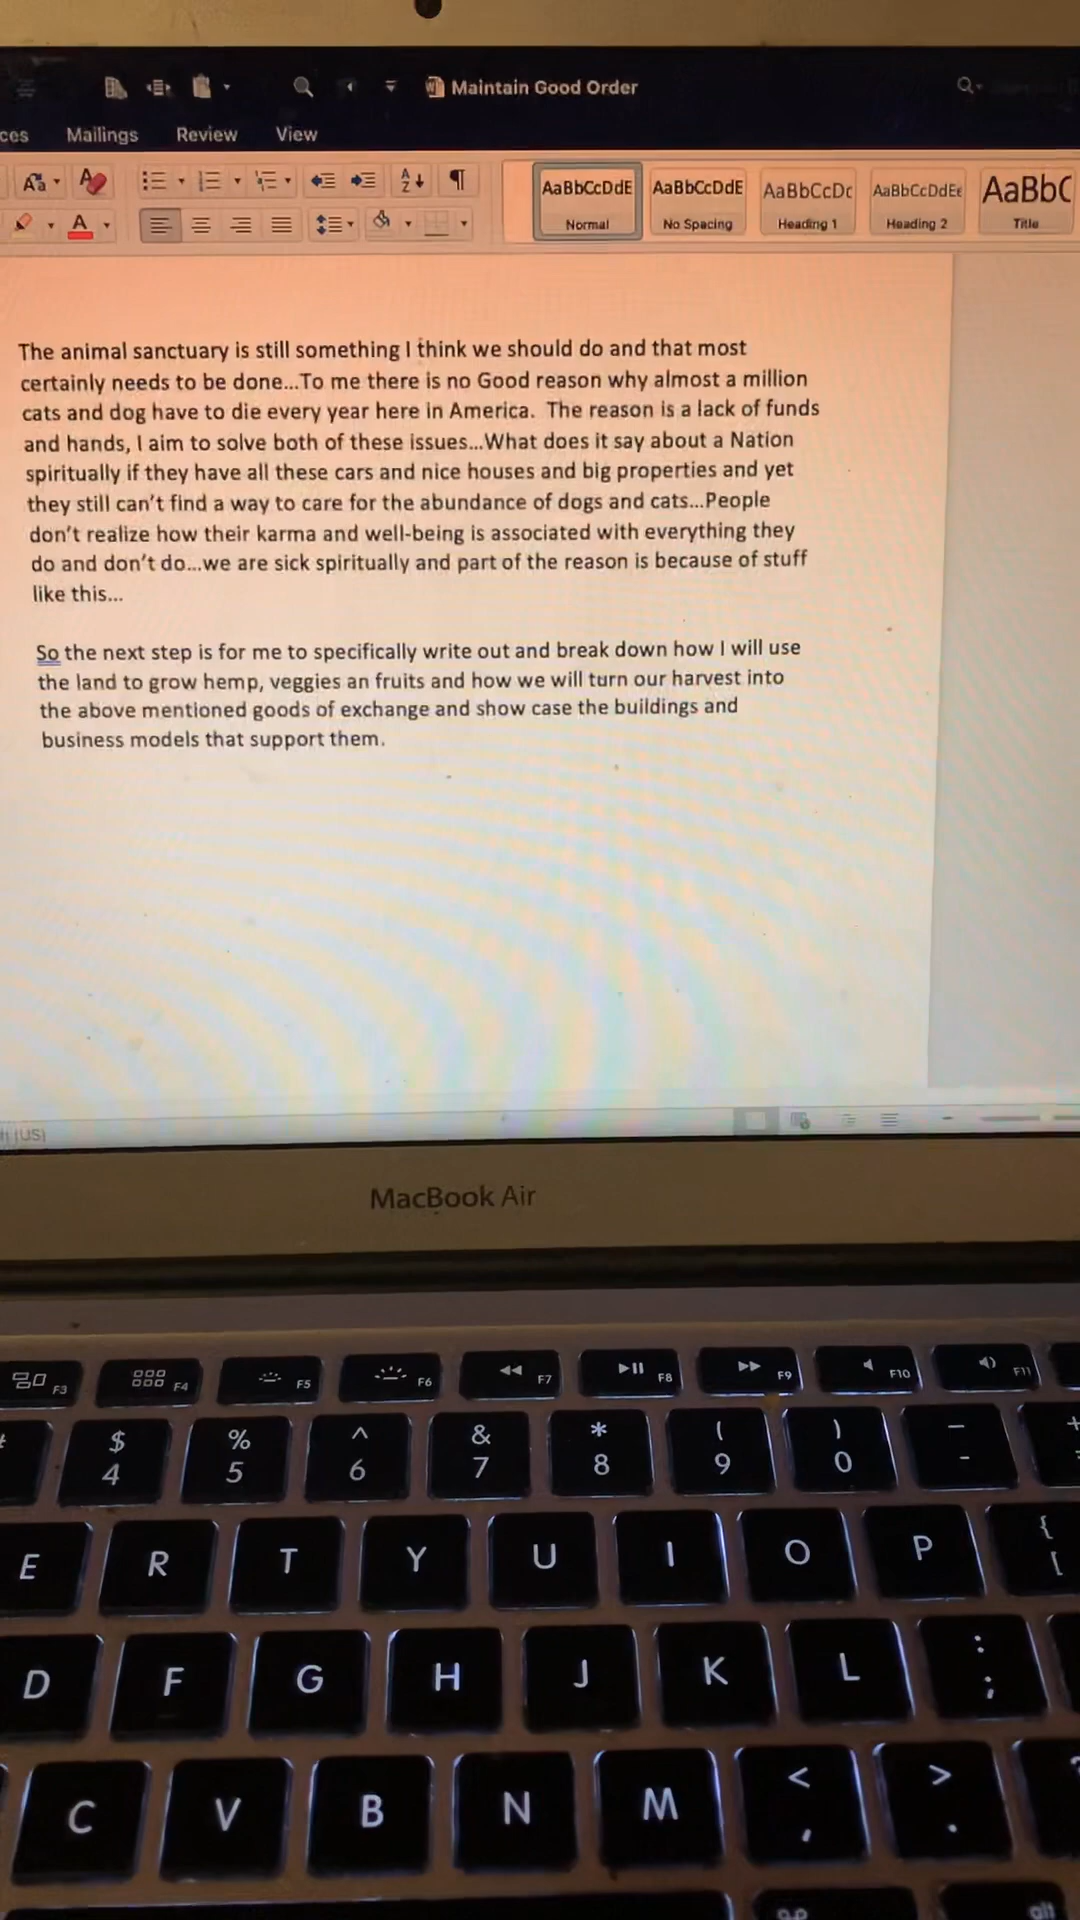 Maintain Good Order
ces Mailings Review View
AaBbCcDdE AaBbCcDdE AaBbCcDc AaBbCcDdEe AaBbC
Normal No Spacing Heading 1 Heading 2 Title
The animal sanctuary is still something I think we should do and that most
certainly needs to be done...To me there is no Good reason why almost a million
cats and dog have to die every year here in America. The reason is a lack of funds
and hands, I aim to solve both of these issues...What does it say about a Nation
spiritually if they have all these cars and nice houses and big properties and yet
they still can't find a way to care for the abundance of dogs and cats...People
don't realize how their karma and well-being is associated with everything they
do and don't do...we are sick spiritually and part of the reason is because of stuff
like this...
So the next step is for me to specifically write out and break down how I will use
the land to grow hemp, veggies an fruits and how we will turn our harvest into
the above mentioned goods of exchange and show case the buildings and
business models that support them.
(US)
MacBook Air
F3 F4 F5 F6 F7 F8 F9 F10 F11
$ % ^ & * ( ) —
4 5 6 7 8 9 0 -
E R T Y U I O P { [
D F G H J K L : ;
C V B N M < , > .
alt